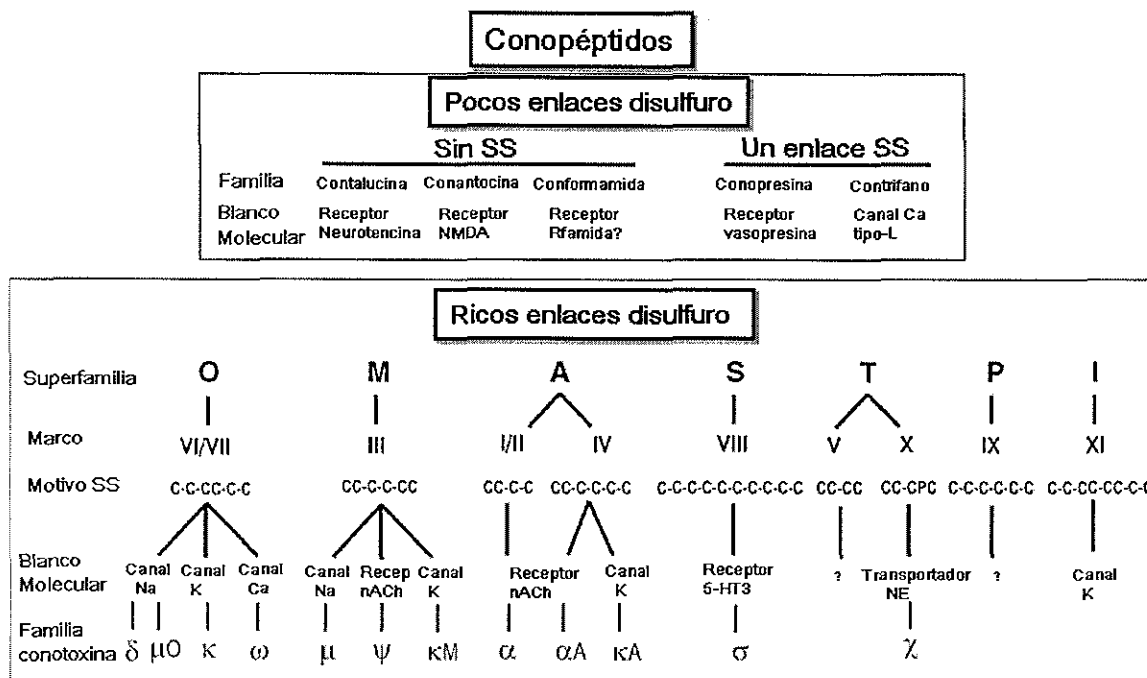 Conopéptidos
Pocos enlaces disulfuro
Sin SS Un enlace SS
Familia Contalucina Conantocina Conformamida Conopresina Contrifano
Blanco Receptor Receptor Receptor Receptor Canal Ca
Molecular Neurotencina NMDA Rfamida? vasopresina tipo-L
Ricos enlaces disulfuro
Superfamilia O M A S T P I
Marco VI/VII III I/II IV VIII V X IX XI
Motivo SS C-C-CC-C-C CC-C-C-CC CC-C-C CC-C-C-C-C C-C-C-C-C-C-C-C-C-C CC-CC CC-CPC C-C-C-C-C-C C-C-CC-CC-C-C
Blanco Canal Canal Canal Canal Recep Canal Receptor Canal Receptor ? Transportador ? Canal
Molecular Na K Ca Na nACh K nACh K 5-HT3 NE K
Familia
conotoxina δ μO κ ω μ ψ κM α αA κA σ χ